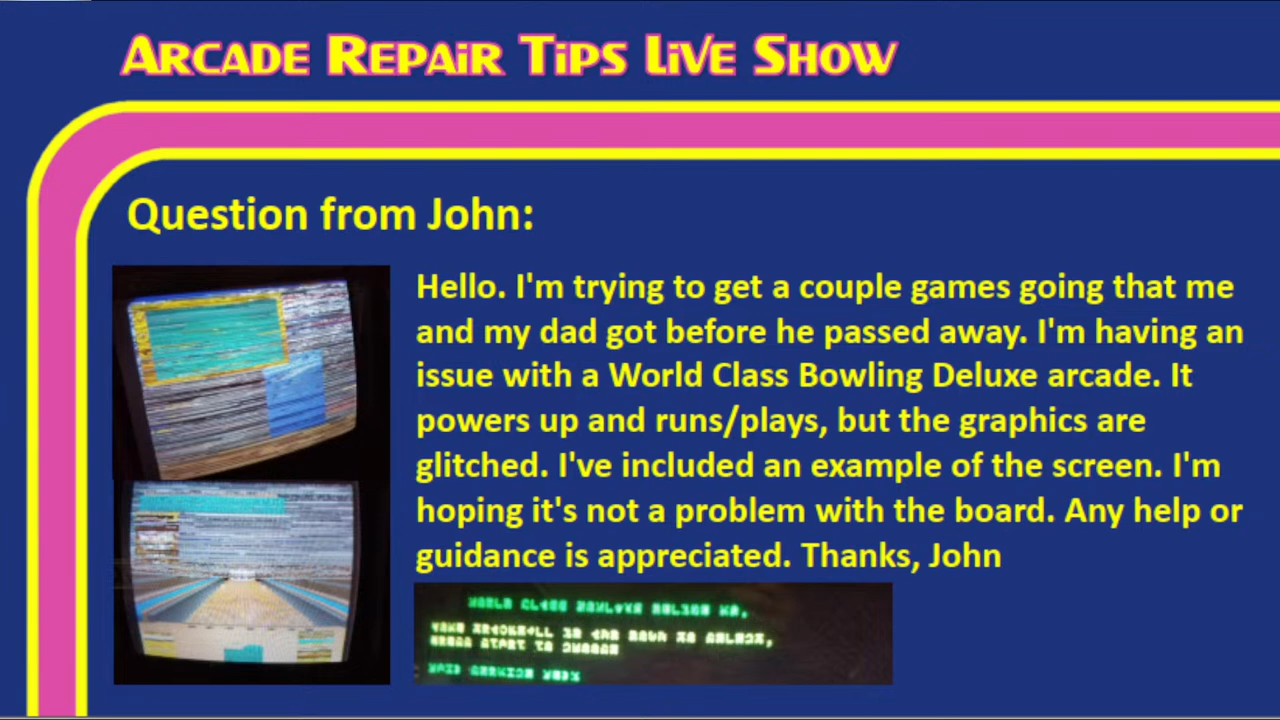 Arcade Repair Tips Live Show
Question from John:
Hello. I'm trying to get a couple games going that me
and my dad got before he passed away. I'm having an
issue with a World Class Bowling Deluxe arcade. It
powers up and runs/plays, but the graphics are
glitched. I've included an example of the screen. I'm
hoping it's not a problem with the board. Any help or
guidance is appreciated. Thanks, John